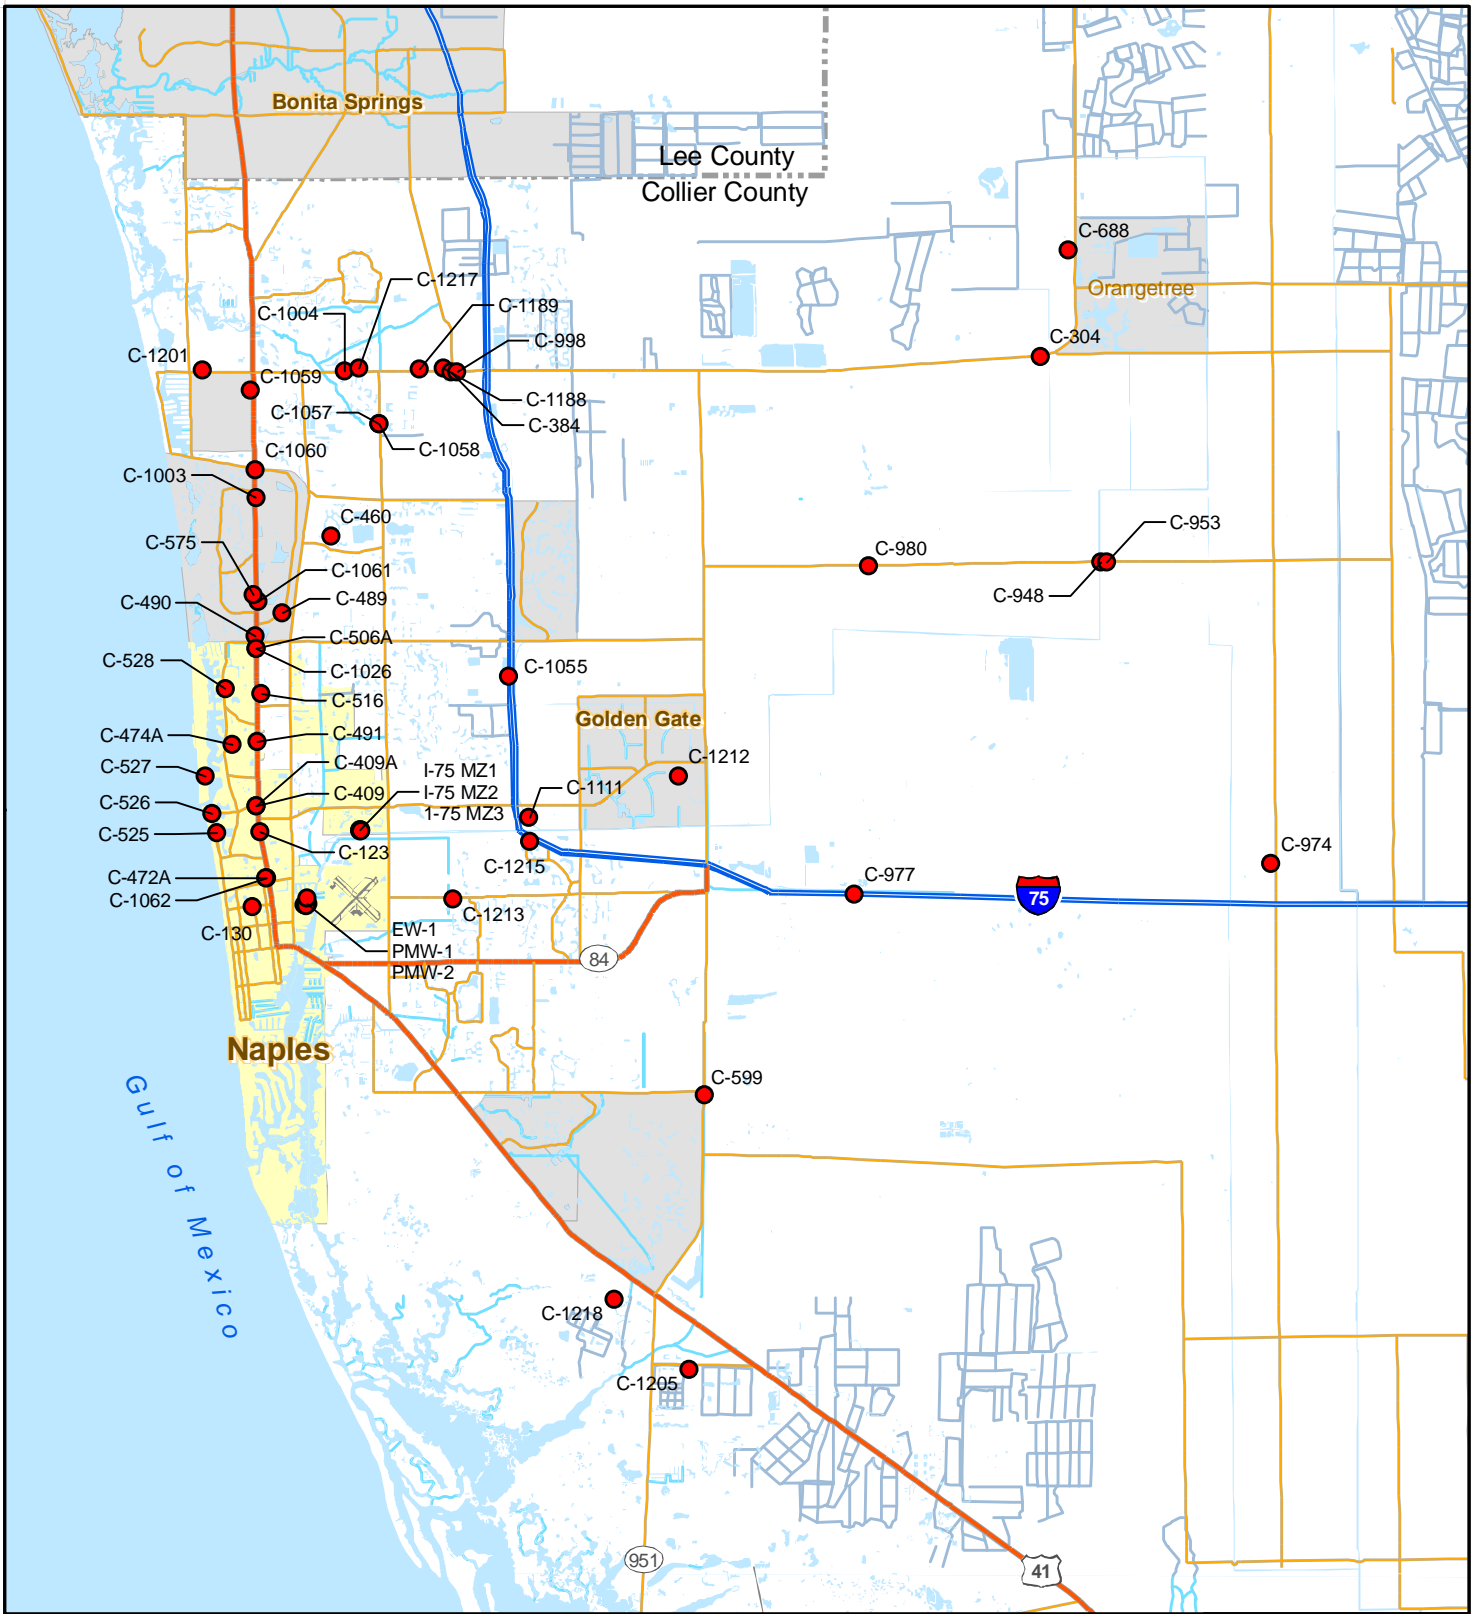 Bonita Springs
Lee County
Collier County
C-688
C-1217
Orangetree
C-1189
C-1004
C-998
C-304
C-1201
C-1059
C-1188
C-1057
C-384
C-1060
C-1058
C-1003
C-460
C-953
C-575
C-980
C-1061
C-948
C-490
C-489
C-506A
C-528
C-1026
C-1055
C-516
Golden Gate
C-474A
C-491
C-1212
C-409A
C-527
I-75 MZ1
I-75 MZ2
1-75 MZ3
C-409
C-1111
C-526
C-525
C-123
C-1215
C-974
C-472A
C-977
C-1062
75
C-1213
C-130
EW-1
PMW-1
PMW-2
84
Naples
C-599
Gulf of Mexico
C-1218
C-1205
951
41